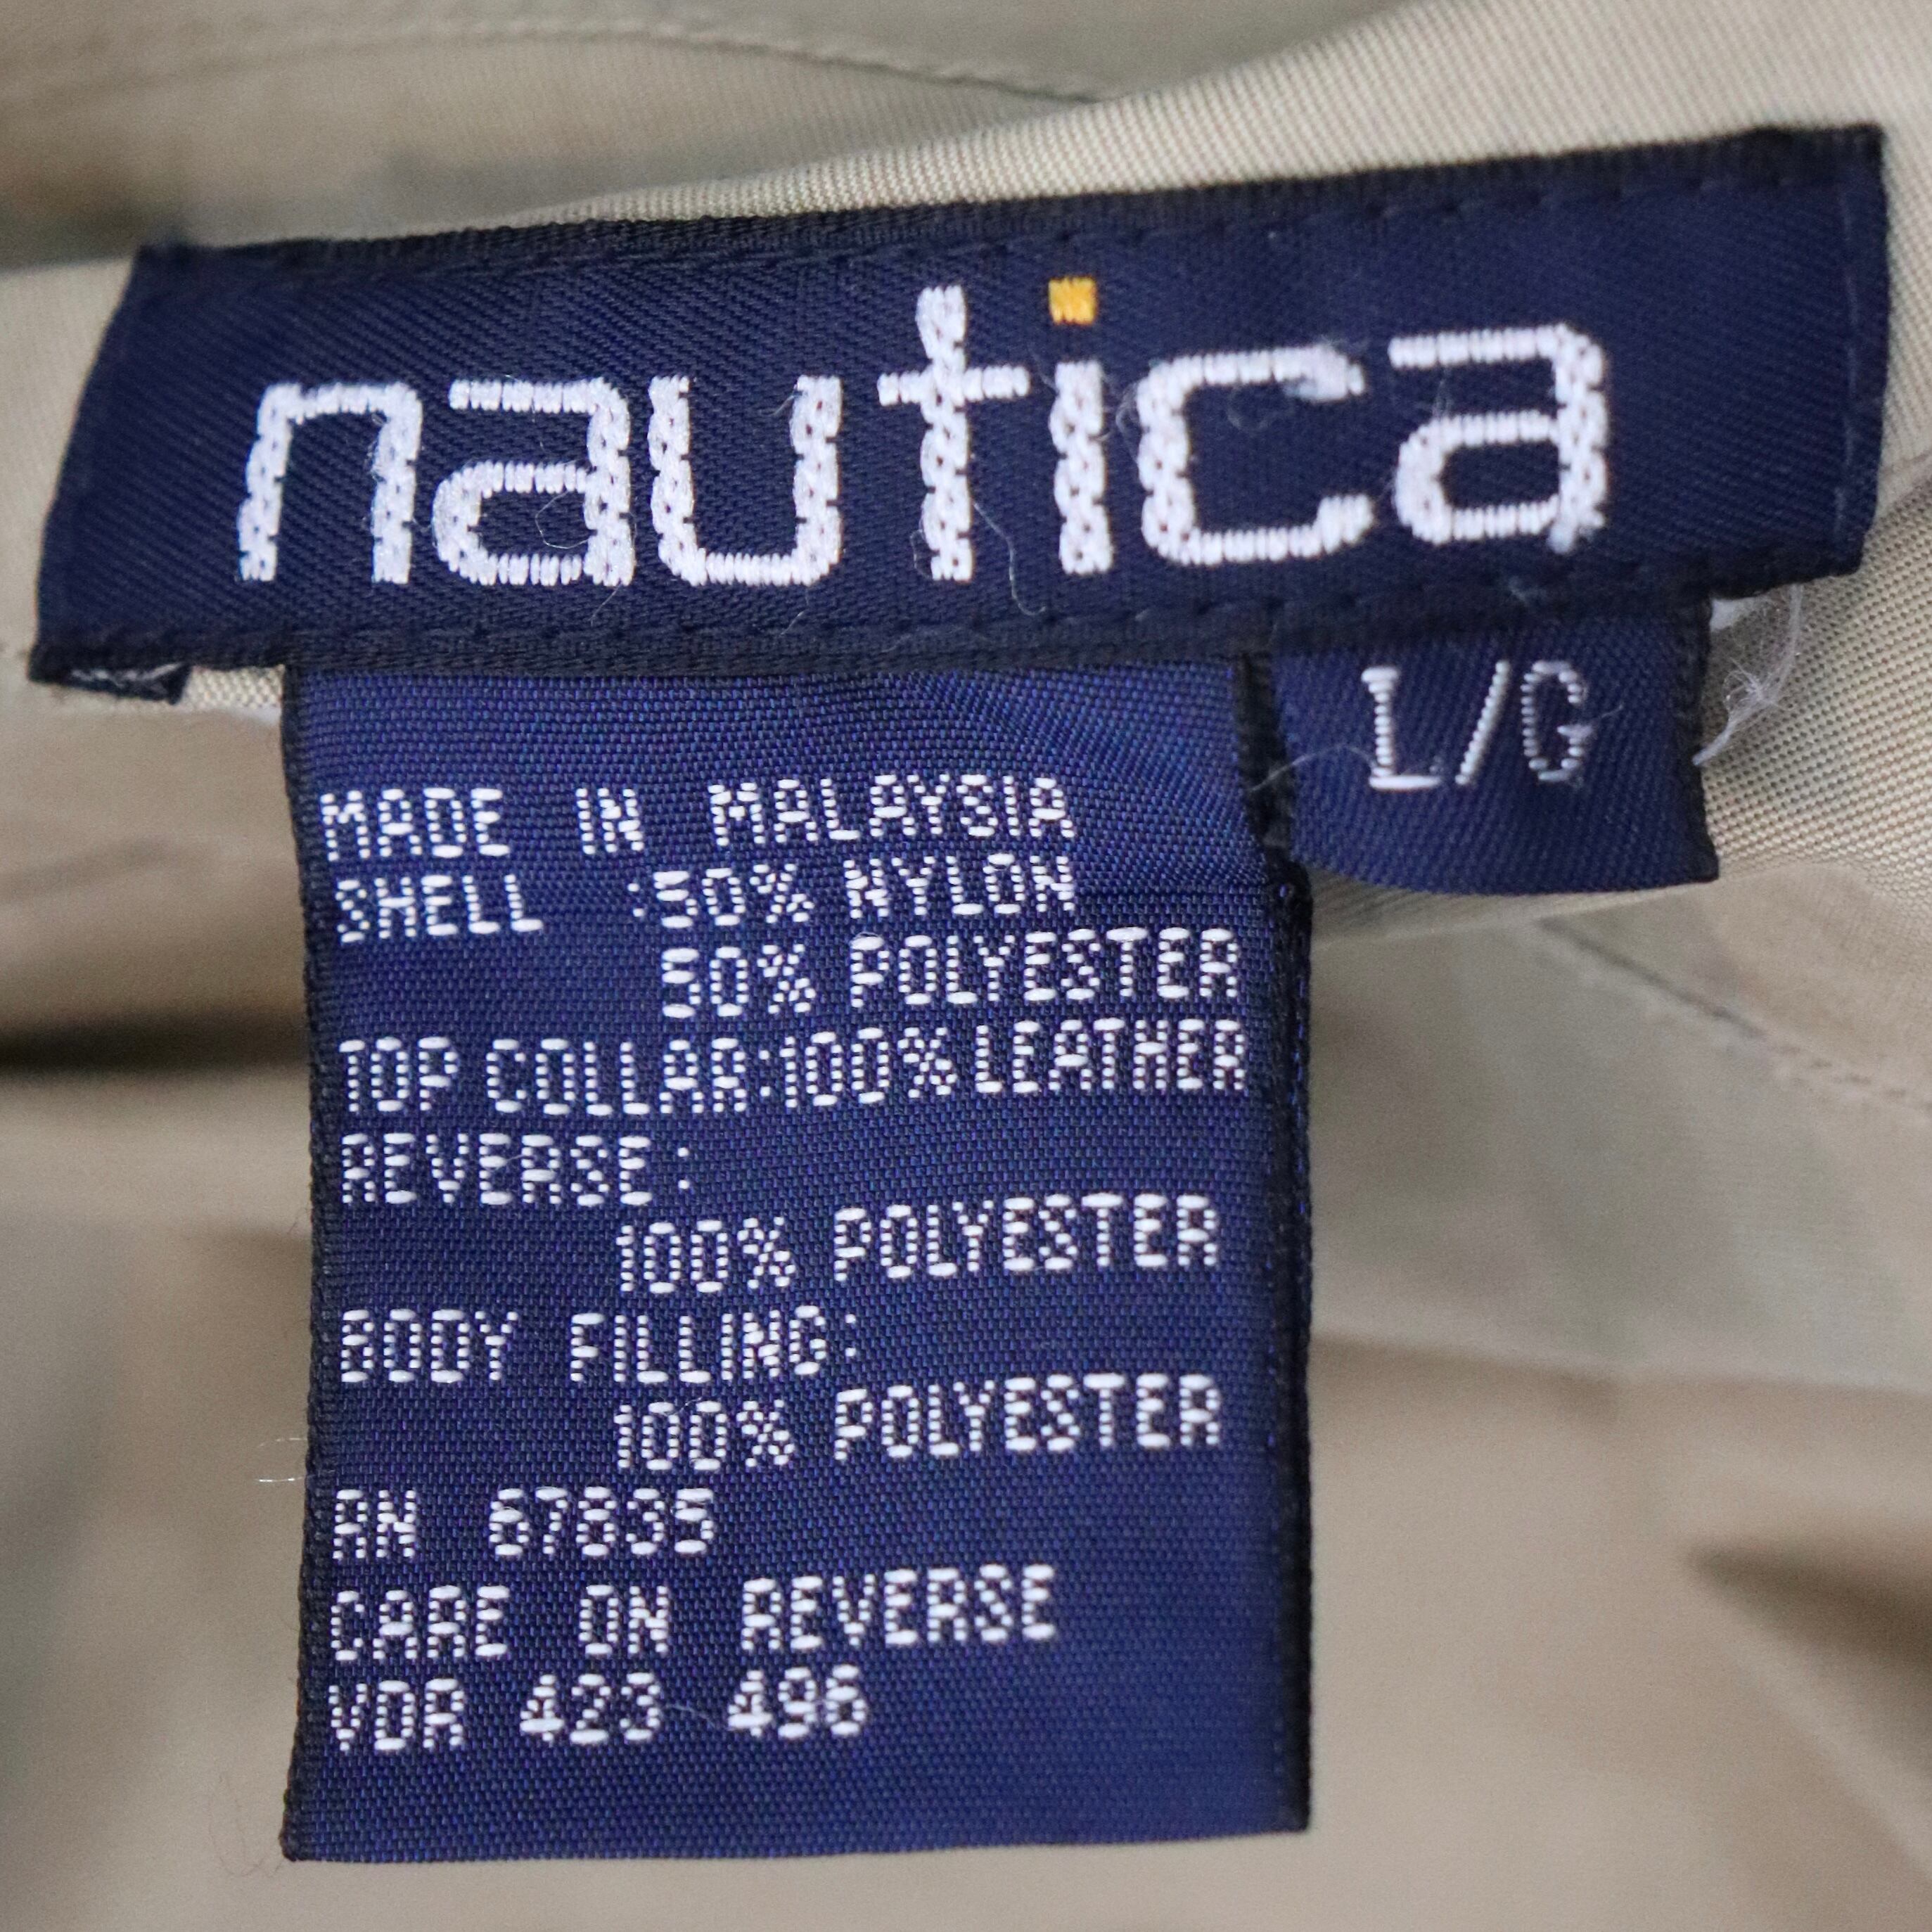 nautica
L/G
MADE IN MALAYSIA
SHELL :50% NYLON
50% POLYESTER
TOP COLLAR:100% LEATHER
REVERSE:
100% POLYESTER
BODY FILLING:
100% POLYESTER
RN 67835
CARE ON REVERSE
VDR 423 496